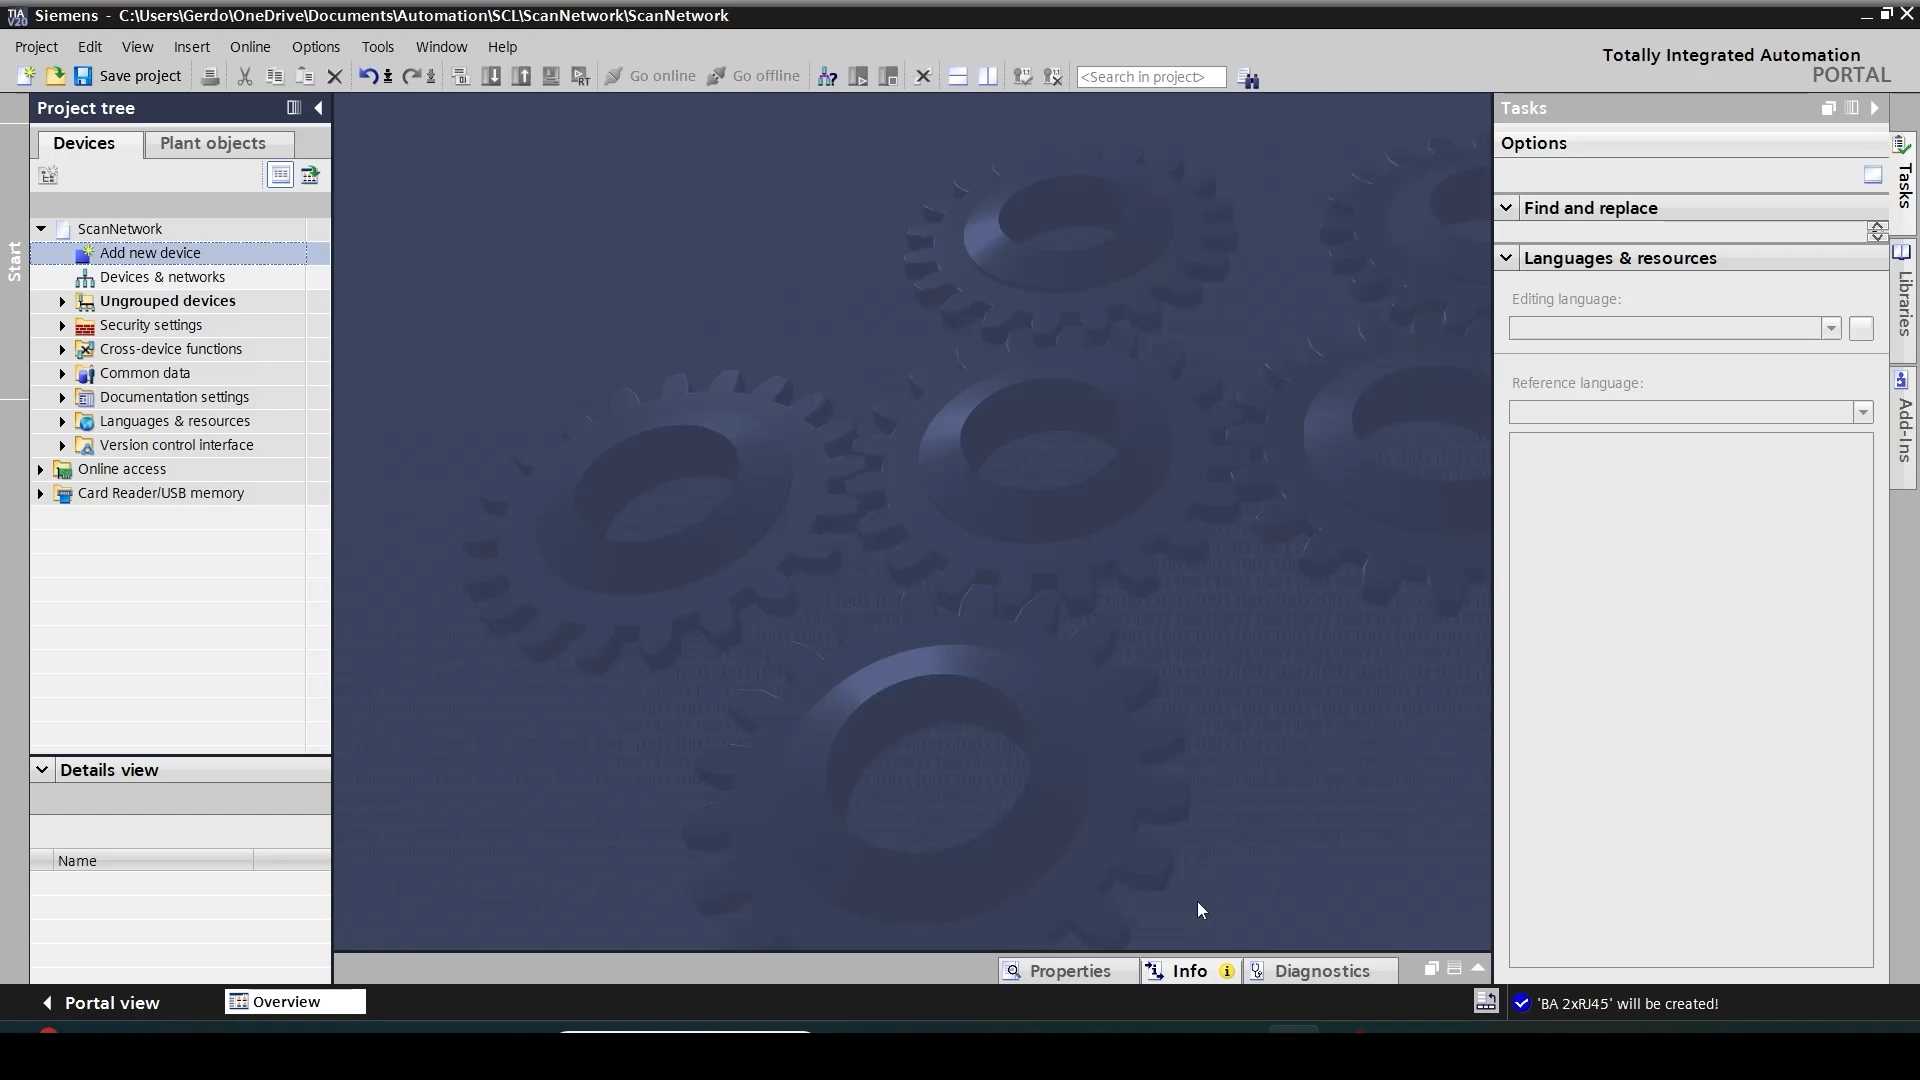 TIA V20 Siemens - C:\Users\Gerdo\OneDrive\Documents\Automation\SCL\ScanNetwork\ScanNetwork
Project Edit View Insert Online Options Tools Window Help
Totally Integrated Automation
PORTAL
Save project Go online Go offline <Search in project>
Project tree
Devices Plant objects
Start
ScanNetwork
Add new device
Devices & networks
Ungrouped devices
Security settings
Cross-device functions
Common data
Documentation settings
Languages & resources
Version control interface
Online access
Card Reader/USB memory
Details view
Name
Tasks
Options
Find and replace
Languages & resources
Editing language:
Reference language:
Tasks
Libraries
Add-Ins
Properties Info Diagnostics
Portal view Overview 'BA 2xRJ45' will be created!